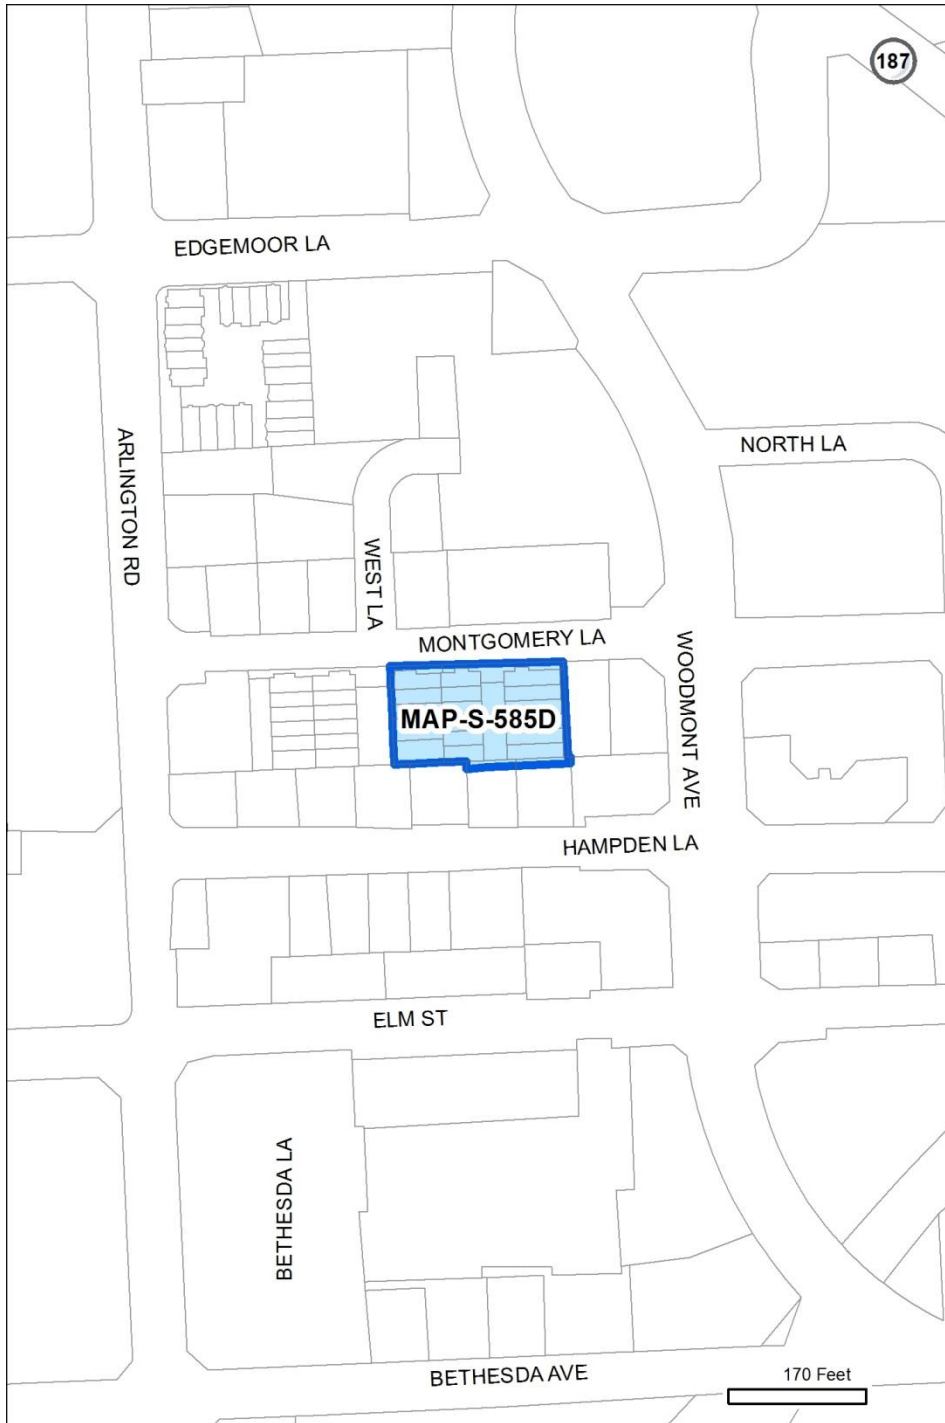 187
EDGEMOOR LA
NORTH LA
ARLINGTON RD
WEST LA
MONTGOMERY LA
WOODMONT AVE
MAP-S-585D
HAMPDEN LA
ELM ST
BETHESDA LA
BETHESDA AVE
170 Feet